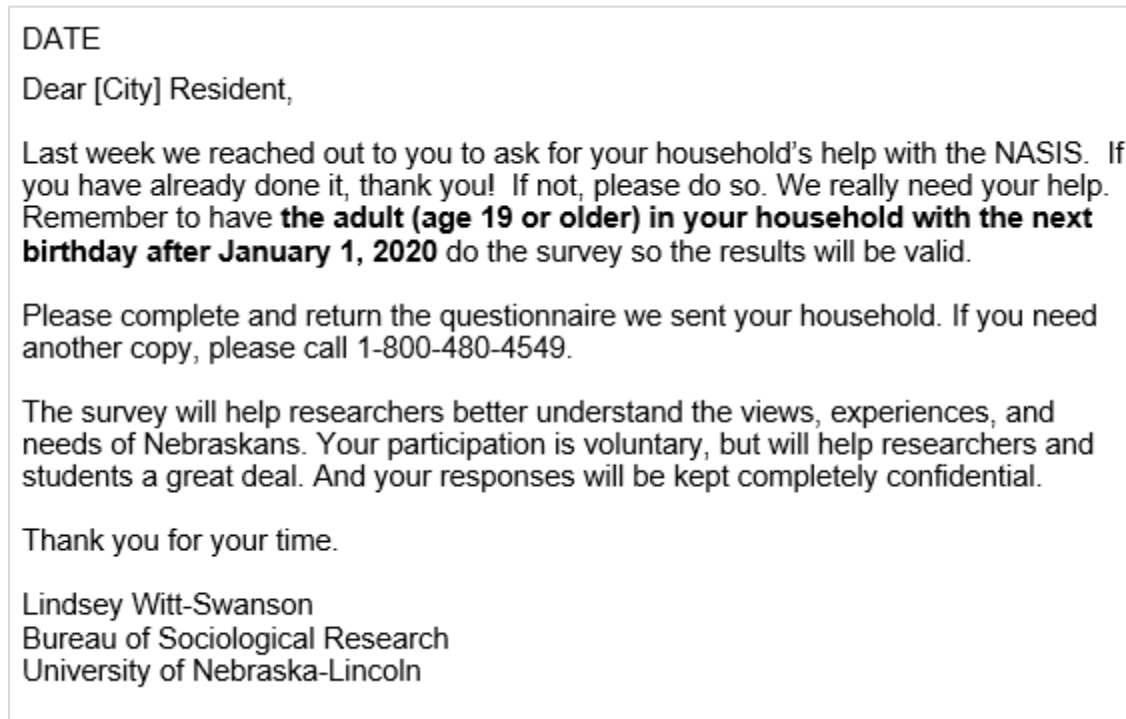 DATE
Dear [City] Resident,
Last week we reached out to you to ask for your household's help with the NASIS.  If
you have already done it, thank you!  If not, please do so. We really need your help.
Remember to have the adult (age 19 or older) in your household with the next
birthday after January 1, 2020 do the survey so the results will be valid.
Please complete and return the questionnaire we sent your household. If you need
another copy, please call 1-800-480-4549.
The survey will help researchers better understand the views, experiences, and
needs of Nebraskans. Your participation is voluntary, but will help researchers and
students a great deal. And your responses will be kept completely confidential.
Thank you for your time.
Lindsey Witt-Swanson
Bureau of Sociological Research
University of Nebraska-Lincoln